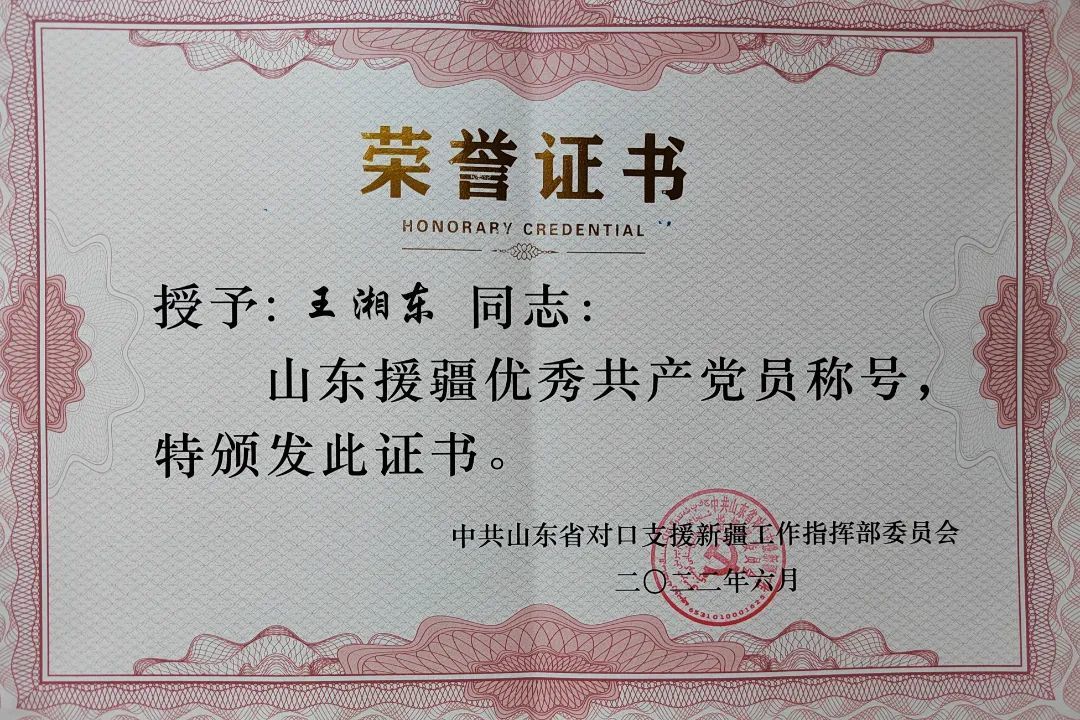 荣誉证书
HONORARY CREDENTIAL
授予：王湘东 同志：
山东援疆优秀共产党员称号，
特颁发此证书。
中共山东省对口支援新疆工作指挥部委员会
二〇二二年六月